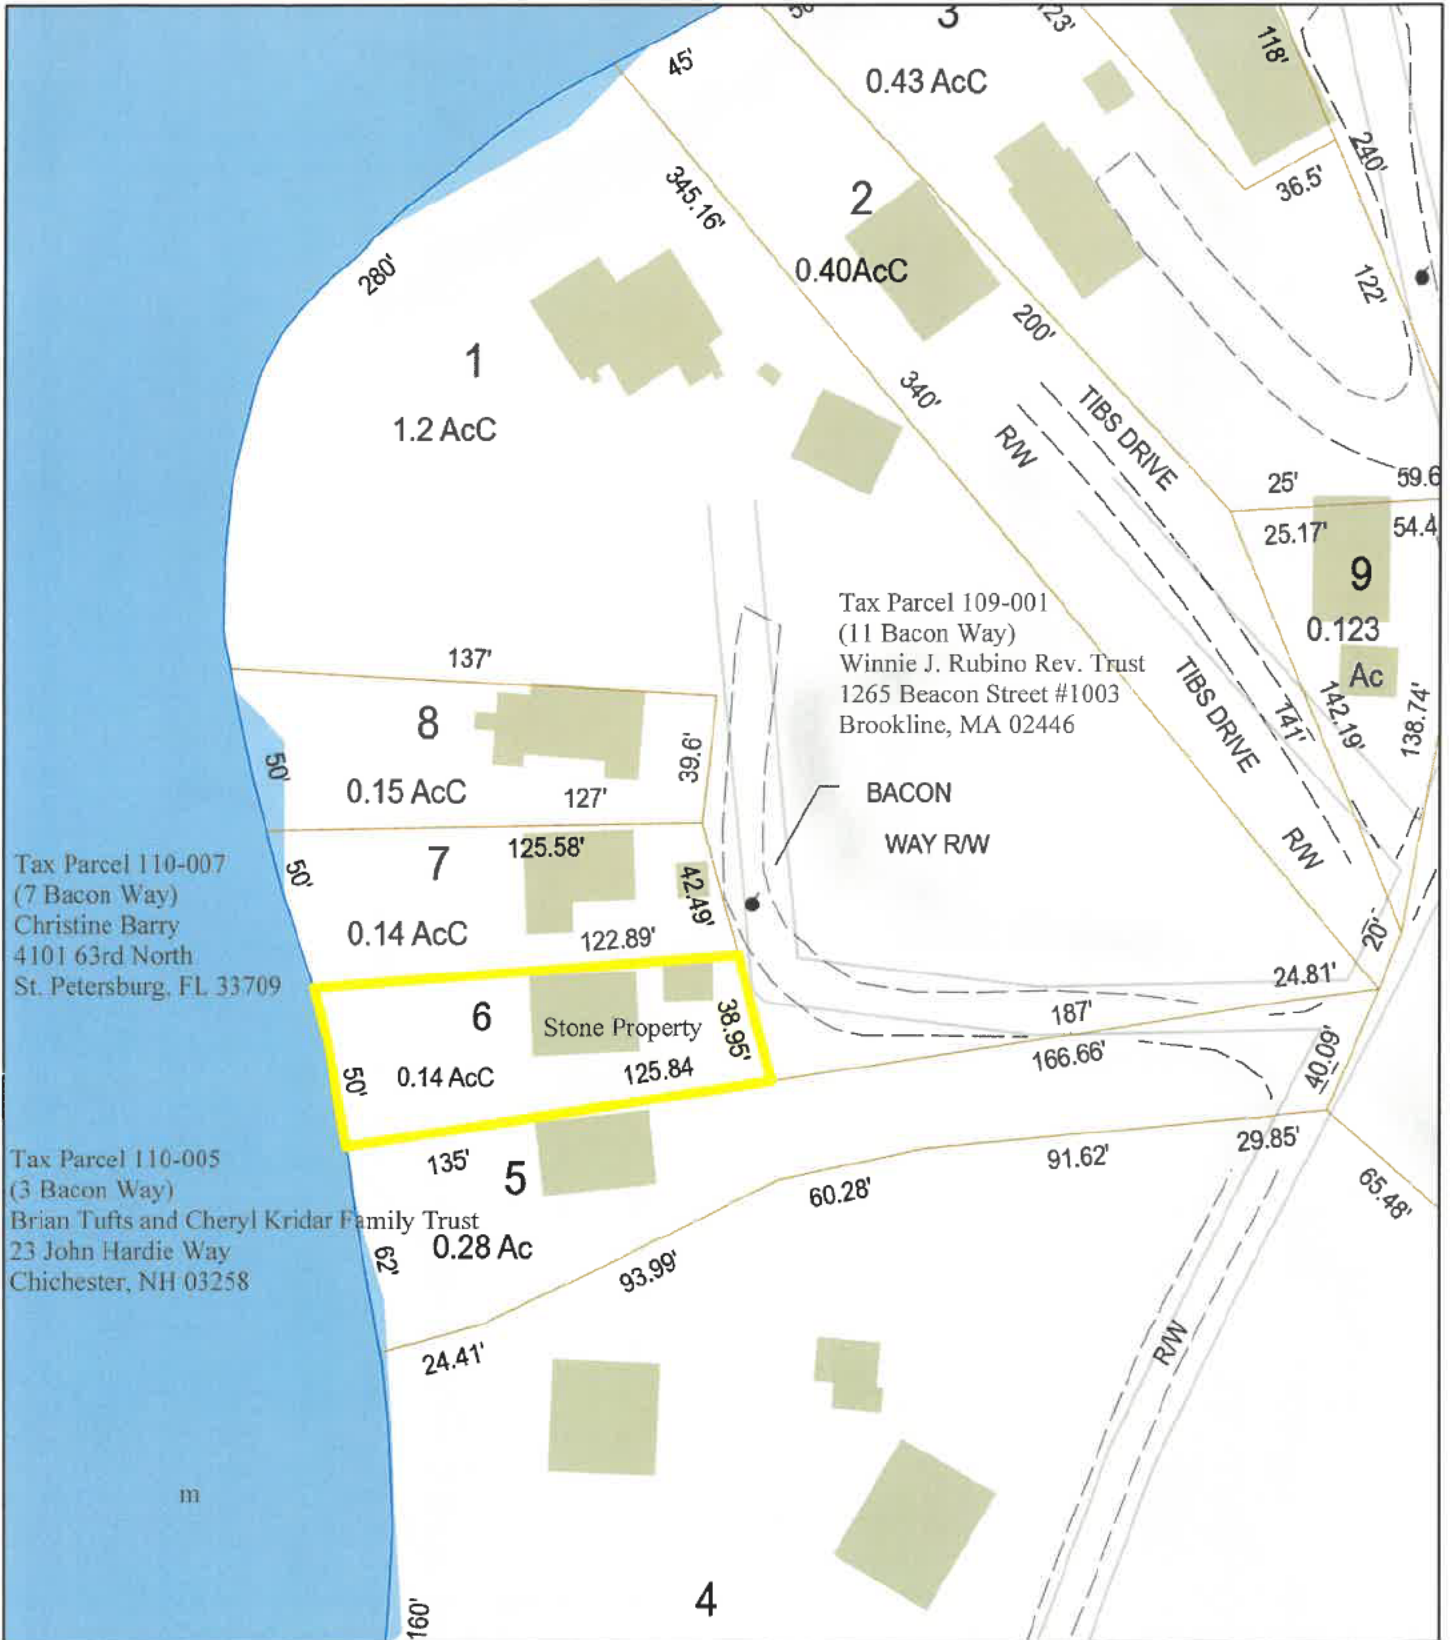 3
123'
118'
45'
0.43 AcC
240'
36.5'
345.16'
2
0.40AcC
280'
122'
200'
1
340'
1.2 AcC
TIBS DRIVE
R/W
25'
59.6
25.17'
54.4
9
0.123
Ac
Tax Parcel 109-001
(11 Bacon Way)
Winnie J. Rubino Rev. Trust
1265 Beacon Street #1003
Brookline, MA 02446
137'
TIBS DRIVE
R/W
141'
142.19'
138.74'
8
39.6'
50'
0.15 AcC
127'
BACON
WAY R/W
125.58'
7
50'
42.49'
0.14 AcC
122.89'
Tax Parcel 110-007
(7 Bacon Way)
Christine Barry
4101 63rd North
St. Petersburg, FL 33709
20'
24.81'
187'
166.66'
40.09'
6
Stone Property
38.95'
50'
0.14 AcC
125.84
135'
5
29.85'
91.62'
60.28'
65.48'
Tax Parcel 110-005
(3 Bacon Way)
Brian Tufts and Cheryl Kridar Family Trust
23 John Hardie Way
Chichester, NH 03258
62'
0.28 Ac
93.99'
24.41'
R/W
m
4
160'